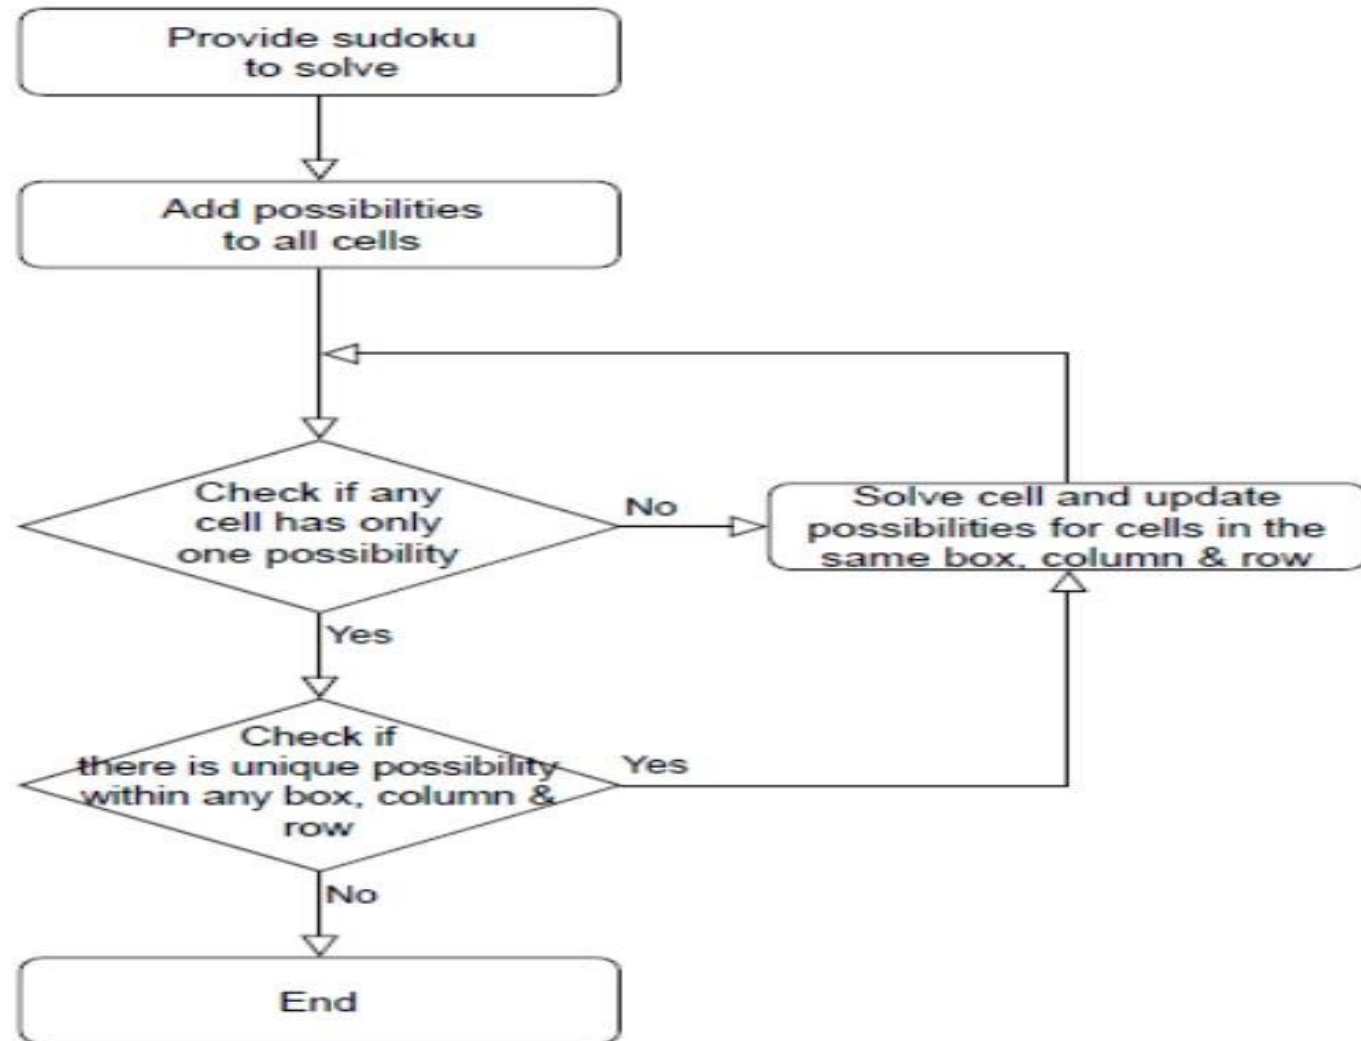 Provide sudoku
to solve
Add possibilities
to all cells
Check if any
cell has only
one possibility
No
Solve cell and update
possibilities for cells in the
same box, column & row
Yes
Check if
there is unique possibility
within any box, column &
row
Yes
No
End